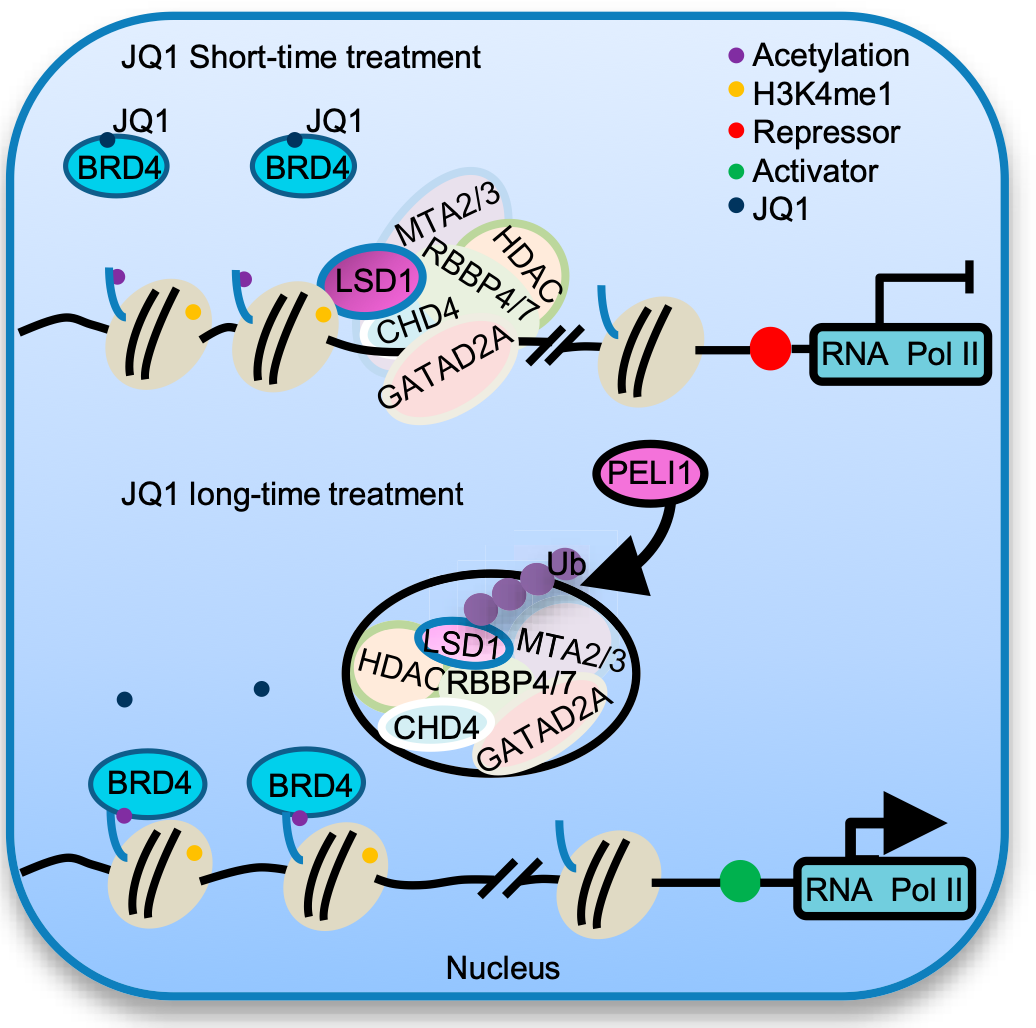 JQ1 Short-time treatment
Acetylation
H3K4me1
Repressor
Activator
JQ1
JQ1
BRD4
JQ1
BRD4
MTA2/3
HDAC
RBBP4/7
LSD1
CHD4
GATAD2A
RNA Pol II
JQ1 long-time treatment
PELI1
Ub
LSD1
MTA2/3
HDAC
RBBP4/7
CHD4
GATAD2A
BRD4
BRD4
RNA Pol II
Nucleus